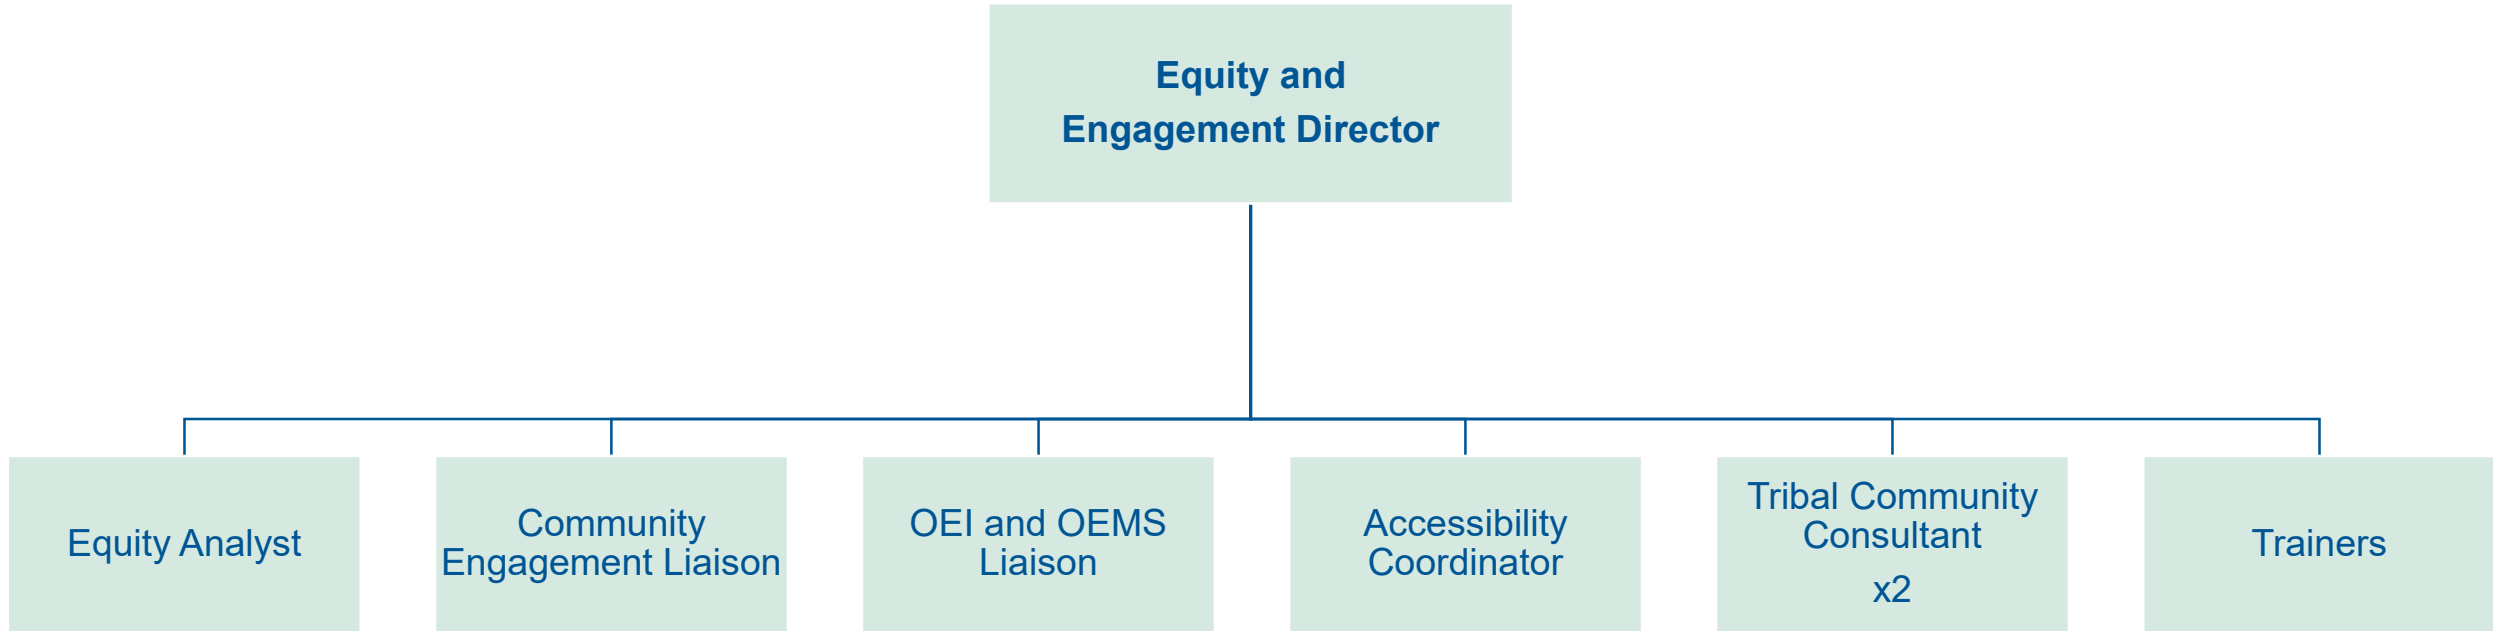 Equity and
Engagement Director
Equity Analyst
Community
Engagement Liaison
OEI and OEMS
Liaison
Accessibility
Coordinator
Tribal Community
Consultant
x2
Trainers